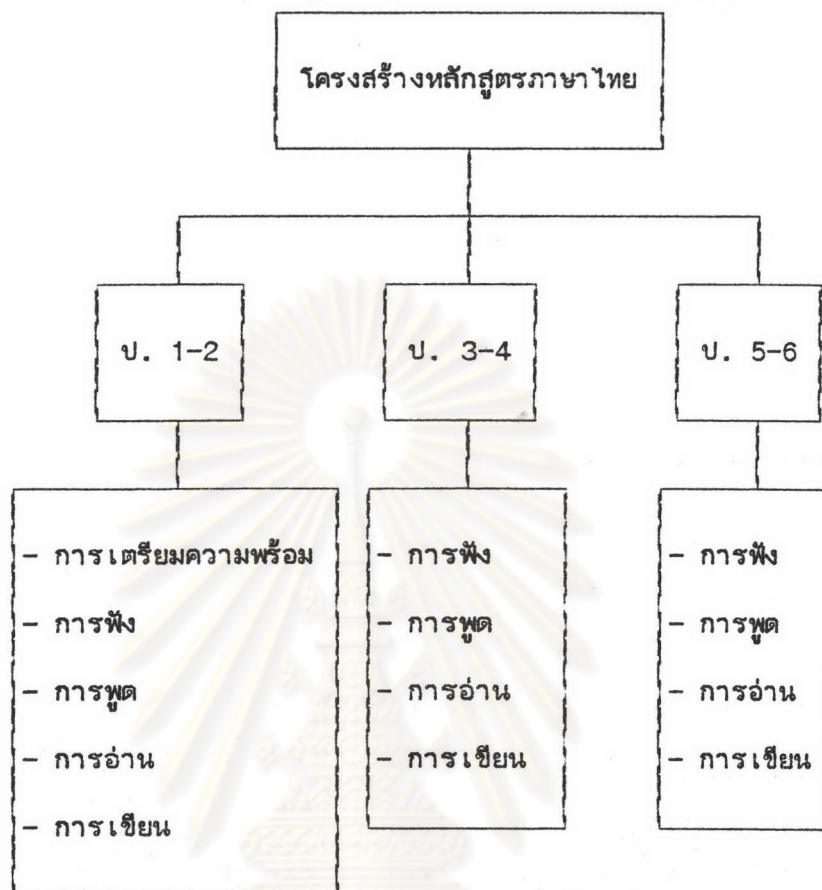 โครงสร้างหลักสูตรภาษาไทย
ป. 1-2
ป. 3-4
ป. 5-6
- การเตรียมความพร้อม
- การฟัง
- การพูด
- การอ่าน
- การเขียน
- การฟัง
- การพูด
- การอ่าน
- การเขียน
- การฟัง
- การพูด
- การอ่าน
- การเขียน